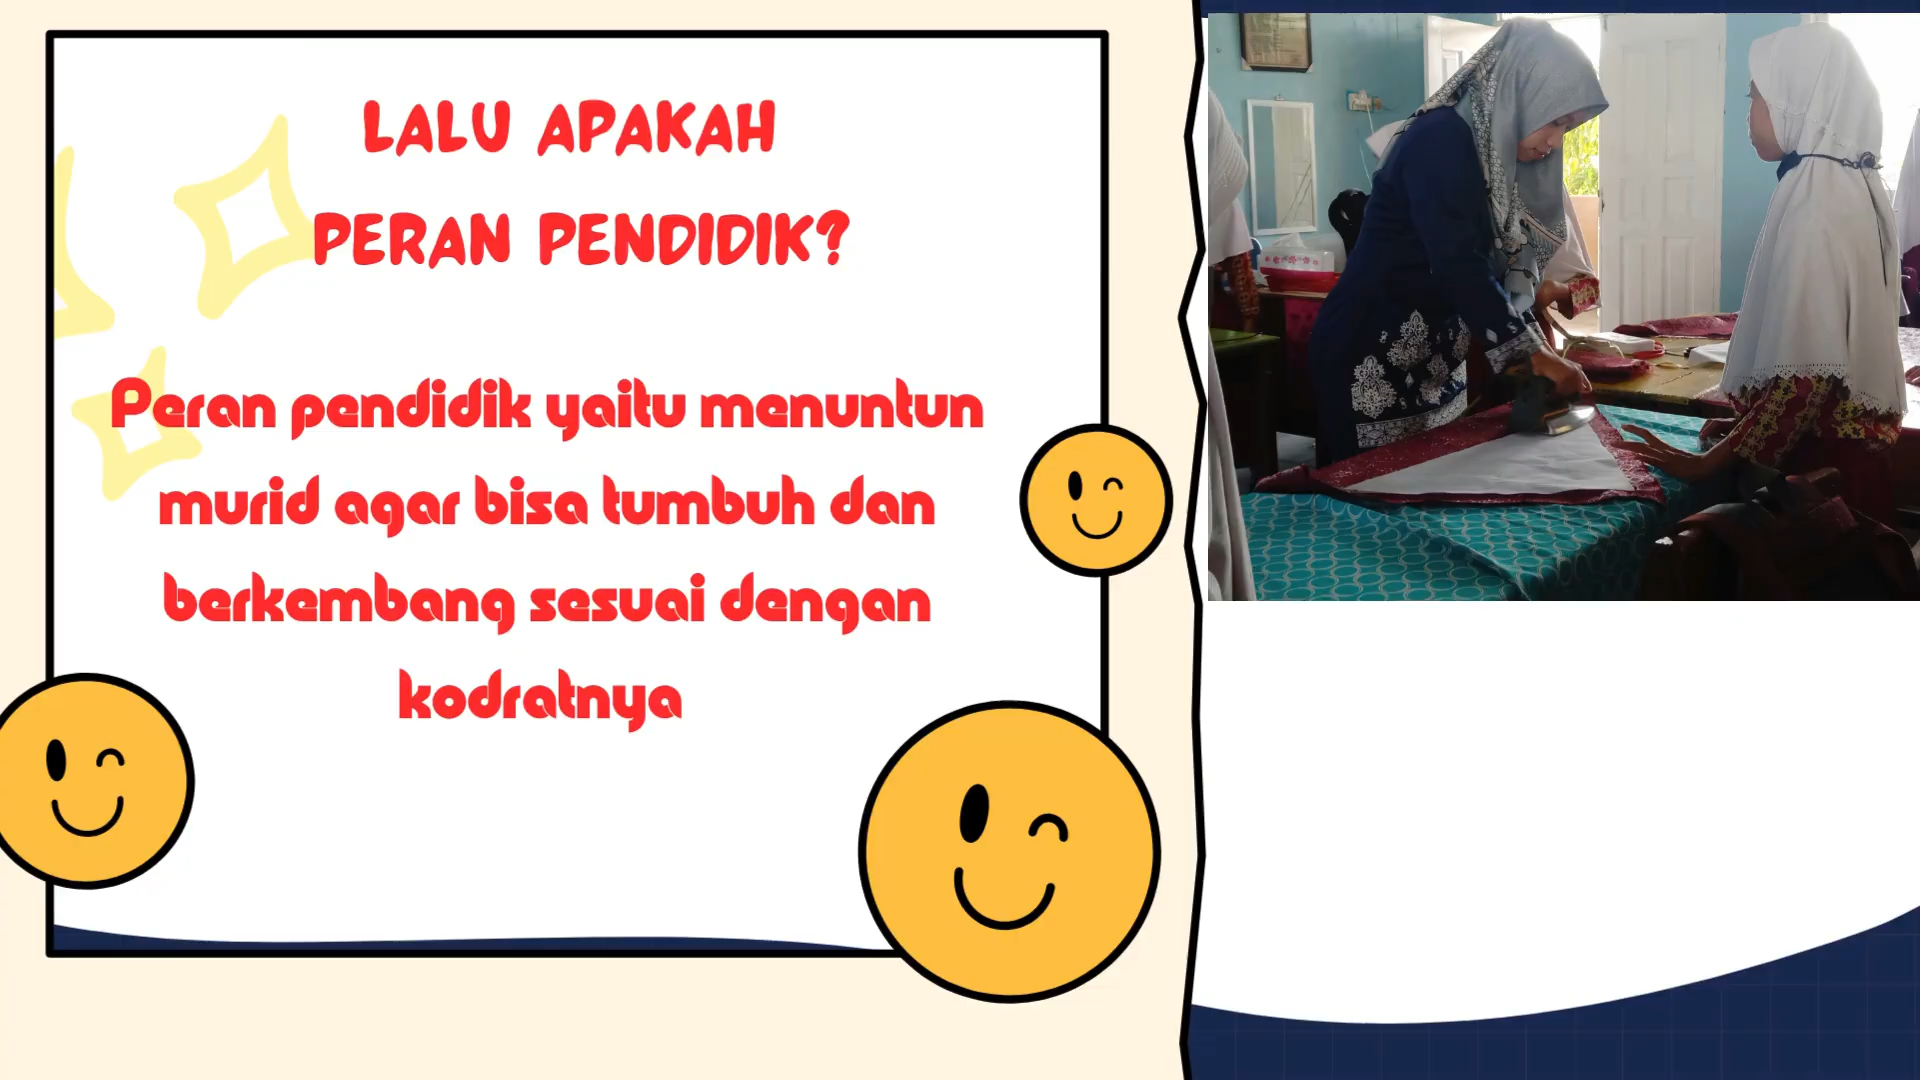 LALU APAKAH
PERAN PENDIDIK?
Peran pendidik yaitu menuntun
murid agar bisa tumbuh dan
berkembang sesuai dengan
kodratnya